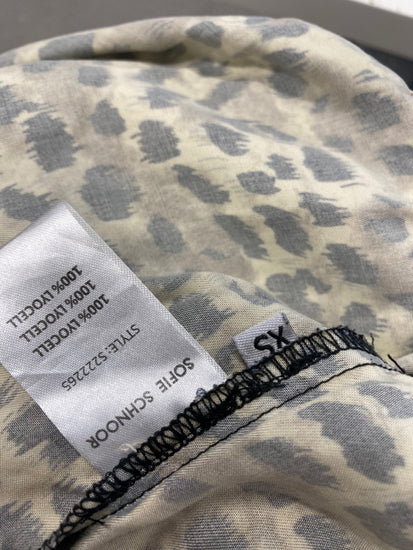 SOFIE SCHNOOR
STYLE: S222265
100% LYOCELL
100% LYOCELL
100% LYOCELL
XS